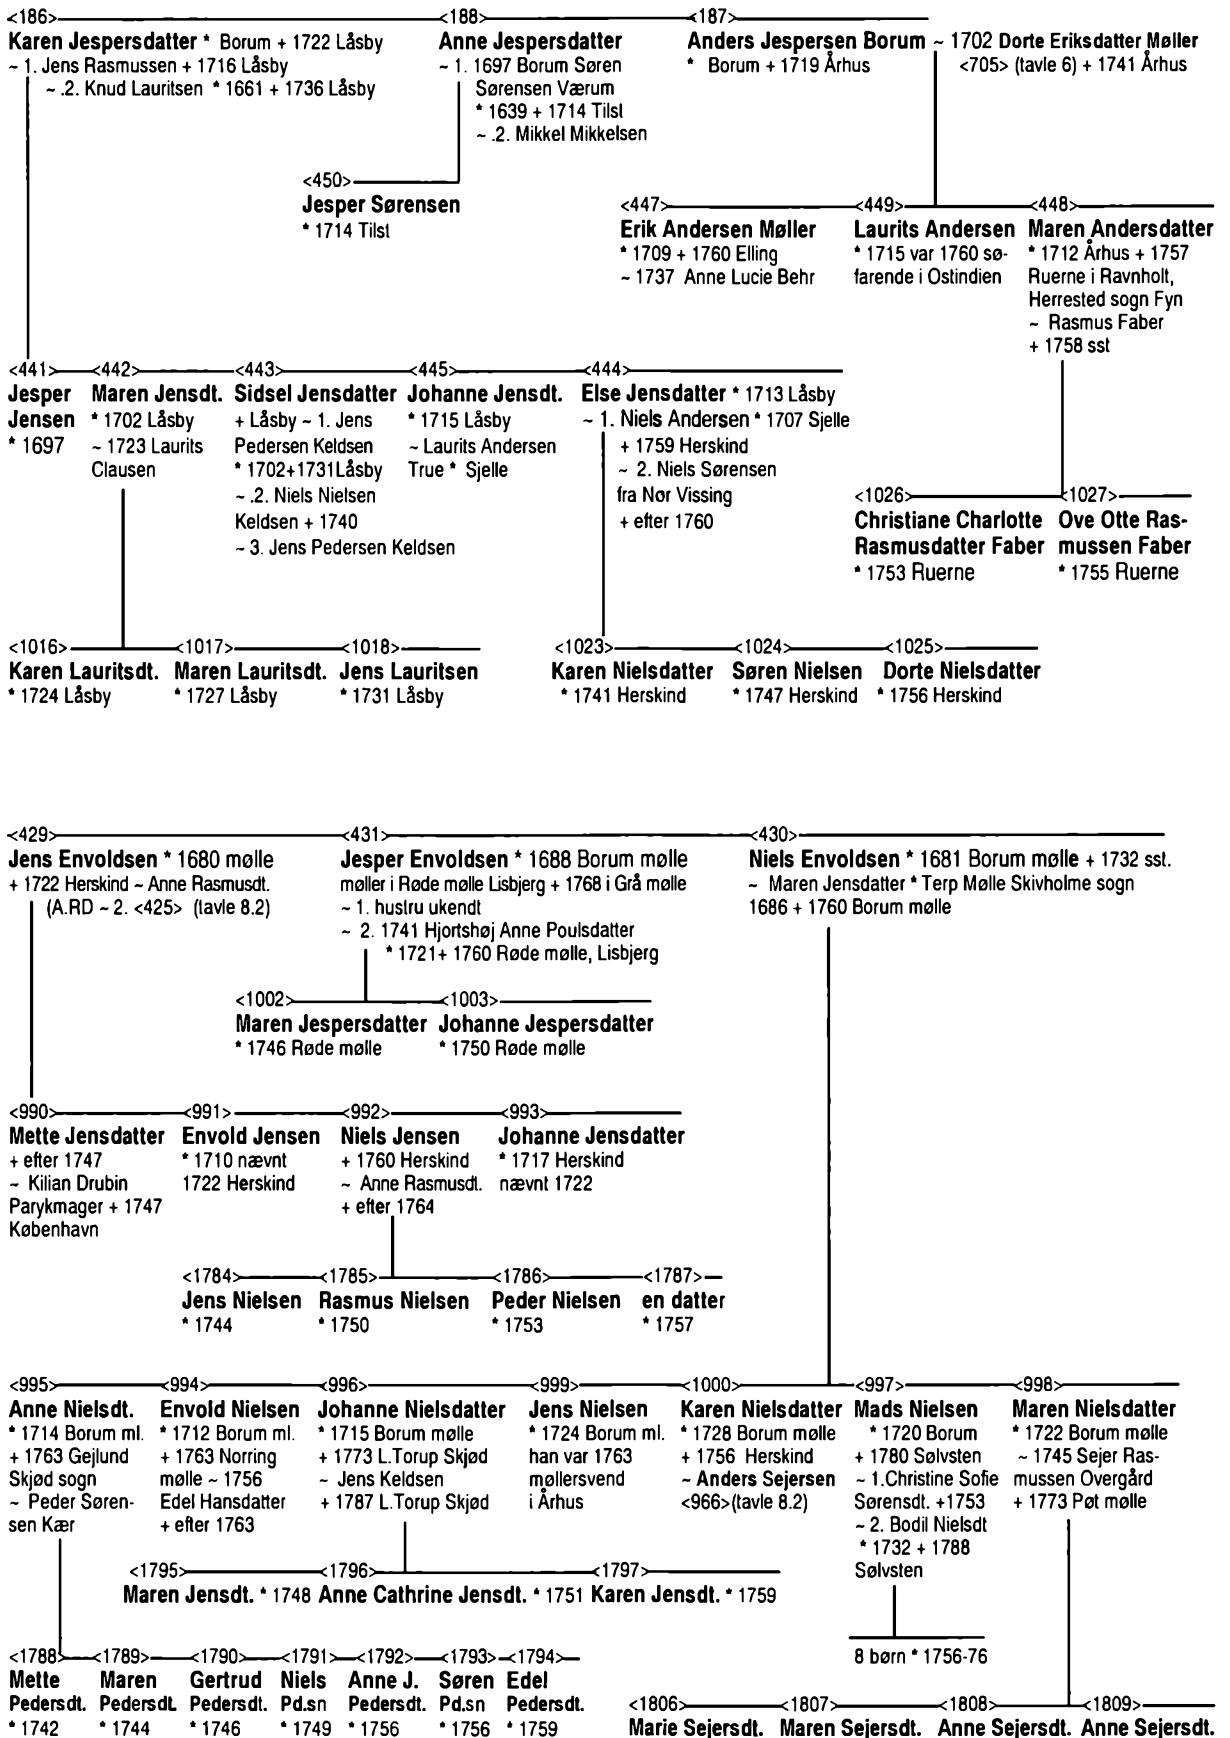 <186> <188> <187>
Karen Jespersdatter * Borum + 1722 Låsby
~ 1. Jens Rasmussen + 1716 Låsby
~ .2. Knud Lauritsen * 1661 + 1736 Låsby
Anne Jespersdatter
~ 1. 1697 Borum Søren
Sørensen Værum
* 1639 + 1714 Tilst
~ .2. Mikkel Mikkelsen
Anders Jespersen Borum ~ 1702 Dorte Eriksdatter Møller
* Borum + 1719 Århus <705> (tavle 6) + 1741 Århus
<450>
Jesper Sørensen
* 1714 Tilst
<447> <449> <448>
Erik Andersen Møller
* 1709 + 1760 Elling
~ 1737 Anne Lucie Behr
Laurits Andersen
* 1715 var 1760 sø-
farende i Ostindien
Maren Andersdatter
* 1712 Århus + 1757
Ruerne i Ravnholt,
Herrested sogn Fyn
~ Rasmus Faber
+ 1758 sst
<441> <442> <443> <445> <444>
Jesper
Jensen
* 1697
Maren Jensdt.
* 1702 Låsby
~ 1723 Laurits
Clausen
Sidsel Jensdatter
+ Låsby ~ 1. Jens
Pedersen Keldsen
* 1702+1731Låsby
~ .2. Niels Nielsen
Keldsen + 1740
~ 3. Jens Pedersen Keldsen
Johanne Jensdt.
* 1715 Låsby
~ Laurits Andersen
True * Sjelle
Else Jensdatter * 1713 Låsby
~ 1. Niels Andersen * 1707 Sjelle
+ 1759 Herskind
~ 2. Niels Sørensen
fra Nør Vissing
+ efter 1760
<1026> <1027>
Christiane Charlotte
Rasmusdatter Faber
* 1753 Ruerne
Ove Otte Ras-
mussen Faber
* 1755 Ruerne
<1016> <1017> <1018>
Karen Lauritsdt.
* 1724 Låsby
Maren Lauritsdt.
* 1727 Låsby
Jens Lauritsen
* 1731 Låsby
<1023> <1024> <1025>
Karen Nielsdatter
* 1741 Herskind
Søren Nielsen
* 1747 Herskind
Dorte Nielsdatter
* 1756 Herskind
<429> <431> <430>
Jens Envoldsen * 1680 mølle
+ 1722 Herskind ~ Anne Rasmusdt.
(A.RD ~ 2. <425> (tavle 8.2)
Jesper Envoldsen * 1688 Borum mølle
møller i Røde mølle Lisbjerg + 1768 i Grå mølle
~ 1. hustru ukendt
~ 2. 1741 Hjortshøj Anne Poulsdatter
* 1721+ 1760 Røde mølle, Lisbjerg
Niels Envoldsen * 1681 Borum mølle + 1732 sst.
~ Maren Jensdatter * Terp Mølle Skivholme sogn
1686 + 1760 Borum mølle
<1002> <1003>
Maren Jespersdatter
* 1746 Røde mølle
Johanne Jespersdatter
* 1750 Røde mølle
<990> <991> <992> <993>
Mette Jensdatter
+ efter 1747
~ Kilian Drubin
Parykmager + 1747
København
Envold Jensen
* 1710 nævnt
1722 Herskind
Niels Jensen
+ 1760 Herskind
~ Anne Rasmusdt.
+ efter 1764
Johanne Jensdatter
* 1717 Herskind
nævnt 1722
<1784> <1785> <1786> <1787>
Jens Nielsen
* 1744
Rasmus Nielsen
* 1750
Peder Nielsen
* 1753
en datter
* 1757
<995> <994> <996> <999> <1000> <997> <998>
Anne Nielsdt.
* 1714 Borum ml.
+ 1763 Gejlund
Skjød sogn
~ Peder Søren-
sen Kær
Envold Nielsen
* 1712 Borum ml.
+ 1763 Norring
mølle ~ 1756
Edel Hansdatter
+ efter 1763
Johanne Nielsdatter
* 1715 Borum mølle
+ 1773 L.Torup Skjød
~ Jens Keldsen
+ 1787 L.Torup Skjød
Jens Nielsen
* 1724 Borum ml.
han var 1763
møllersvend
i Århus
Karen Nielsdatter
* 1728 Borum mølle
+ 1756 Herskind
~ Anders Sejersen
<966>(tavle 8.2)
Mads Nielsen
* 1720 Borum
+ 1780 Sølvsten
~ 1.Christine Sofie
Sørensdt. +1753
~ 2. Bodil Nielsdt
* 1732 + 1788
Sølvsten
Maren Nielsdatter
* 1722 Borum mølle
~ 1745 Sejer Ras-
mussen Overgård
+ 1773 Pøt mølle
<1795> <1796> <1797>
Maren Jensdt. * 1748 Anne Cathrine Jensdt. * 1751 Karen Jensdt. * 1759
8 børn * 1756-76
<1788> <1789> <1790> <1791> <1792> <1793> <1794>
Mette
Pedersdt.
* 1742
Maren
Pedersdt.
* 1744
Gertrud
Pedersdt.
* 1746
Niels
Pd.sn
* 1749
Anne J.
Pedersdt.
* 1756
Søren
Pd.sn
* 1756
Edel
Pedersdt.
* 1759
<1806> <1807> <1808> <1809>
Marie Sejersdt. Maren Sejersdt. Anne Sejersdt. Anne Sejersdt.